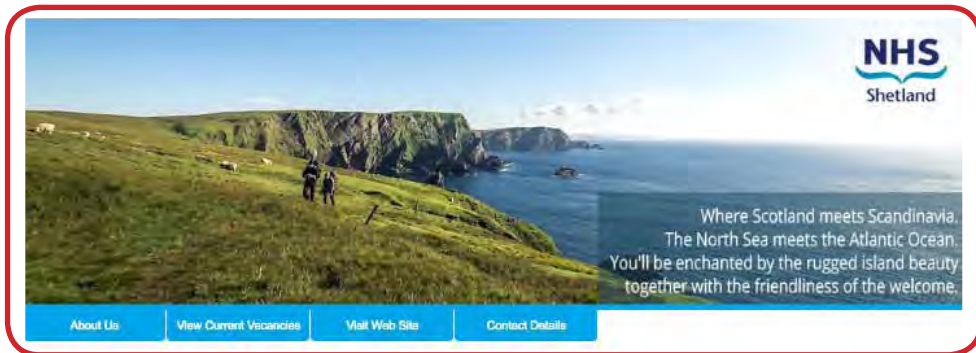 NHS
Shetland
Where Scotland meets Scandinavia.
The North Sea meets the Atlantic Ocean.
You'll be enchanted by the rugged island beauty
together with the friendliness of the welcome.
About Us
View Current Vacancies
Visit Web Site
Contact Details